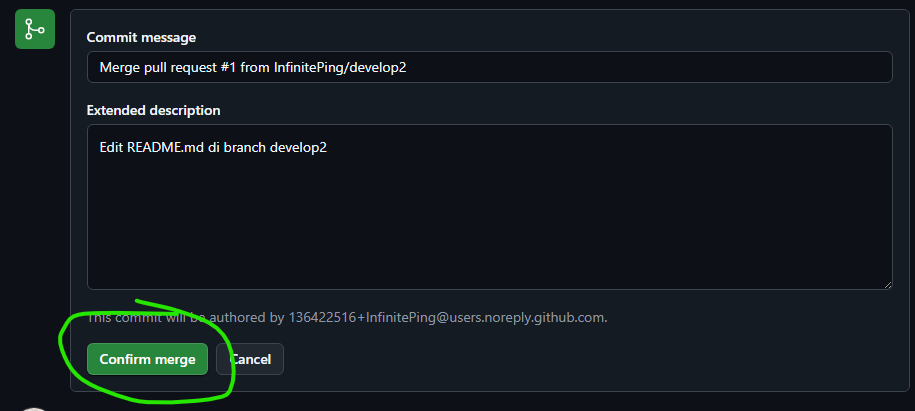 Commit message
Merge pull request #1 from InfinitePing/develop2
Extended description
Edit README.md di branch develop2
This commit will be authored by 136422516+InfinitePing@users.noreply.github.com.
Confirm merge
Cancel